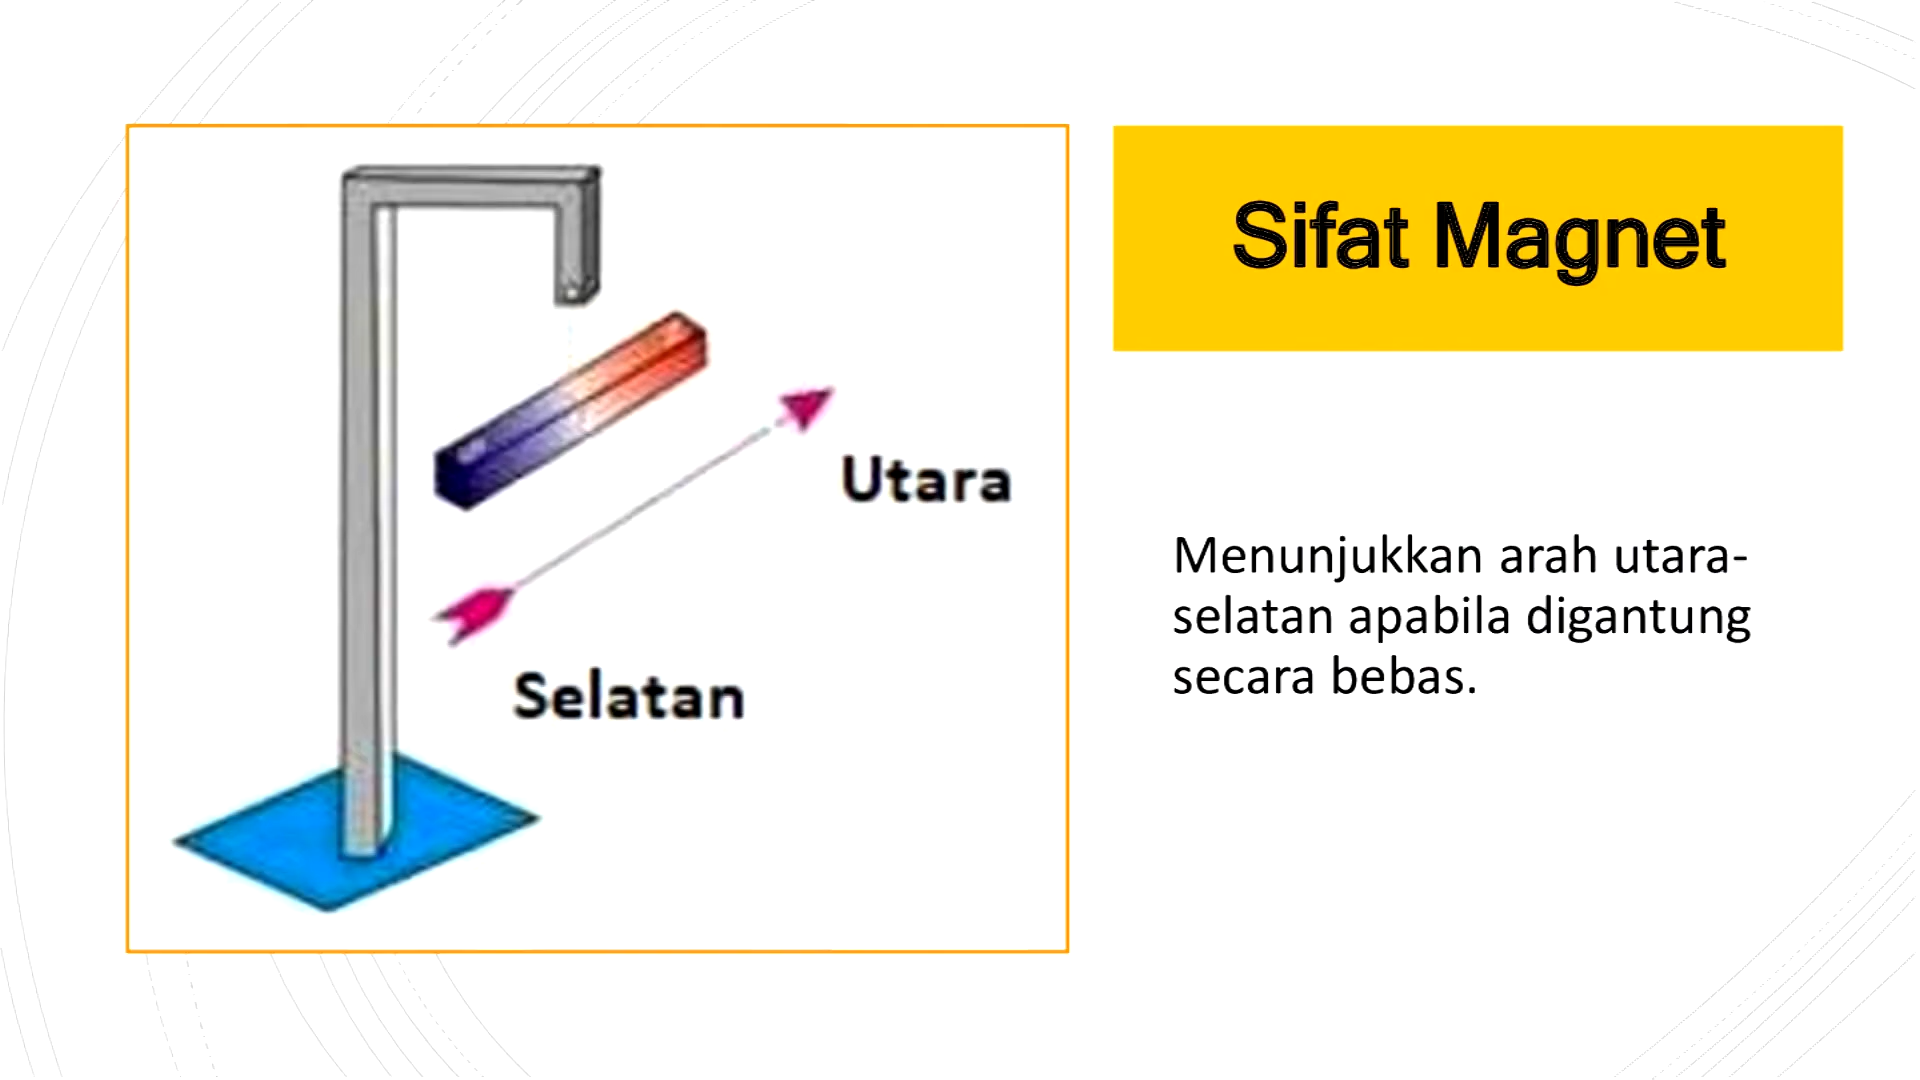 Sifat Magnet
Utara
Selatan
Menunjukkan arah utara-
selatan apabila digantung
secara bebas.